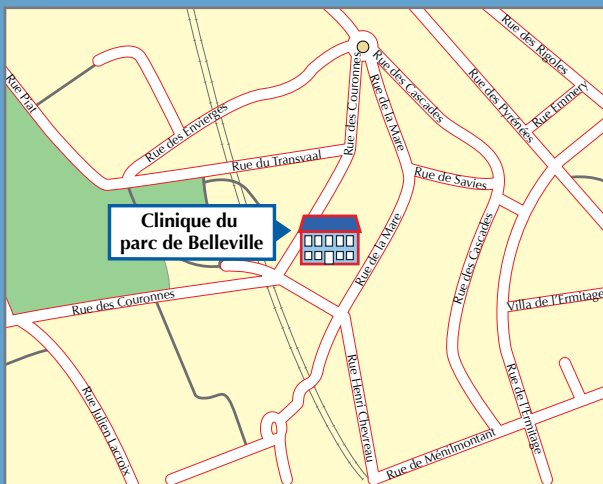 Rue des Rigoles
Rue Piat
Rue des Envierges
Rue des Couronnes
Rue de la Mare
Rue des Cascades
Rue des Pyrénées
Rue Emmery
Rue du Transvaal
Rue de Savies
Clinique du
parc de Belleville
Rue de la Mare
Rue des Cascades
Rue des Couronnes
Villa de l'Ermitage
Rue Julien Lacroix
Rue Henri Chevreau
Rue de l'Ermitage
Rue de Ménilmontant